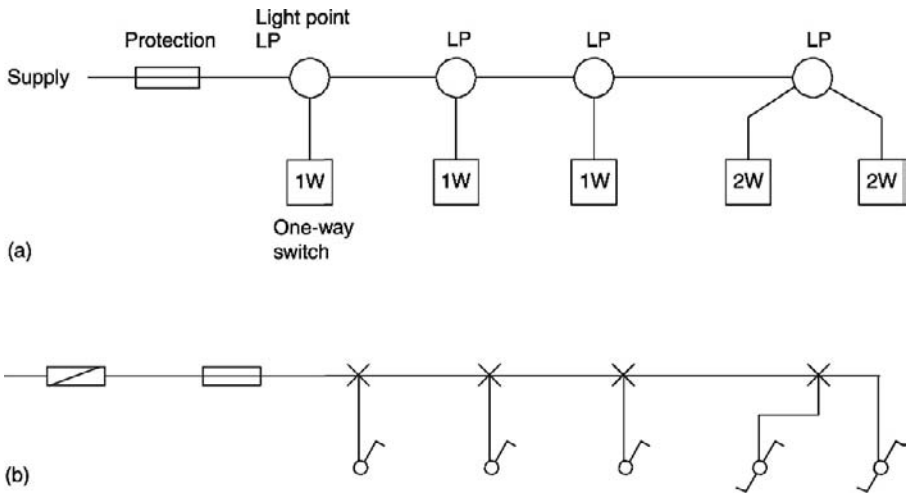 Light point
Protection LP LP LP LP
Supply
1W 1W 1W 2W 2W
One-way
switch
(a)
(b)